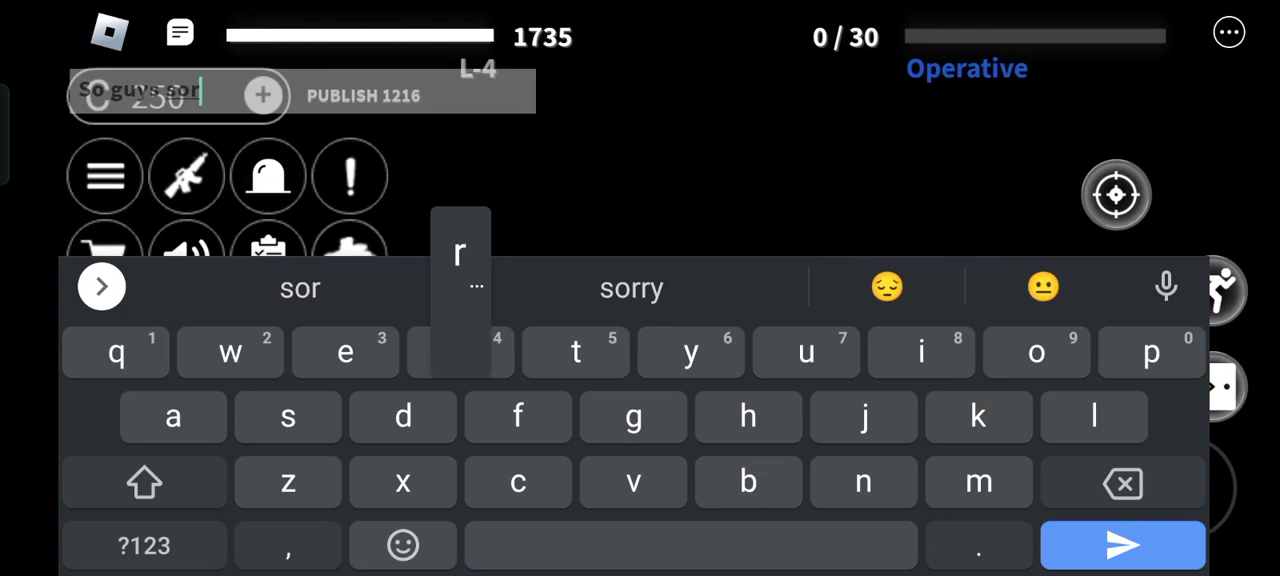 1735
0 / 30
L-4
Operative
So guys sor
250
PUBLISH 1216
r
...
sor
sorry
q 1 w 2 e 3 4 t 5 y 6 u 7 i 8 o 9 p 0
a s d f g h j k l
z x c v b n m
?123 , .